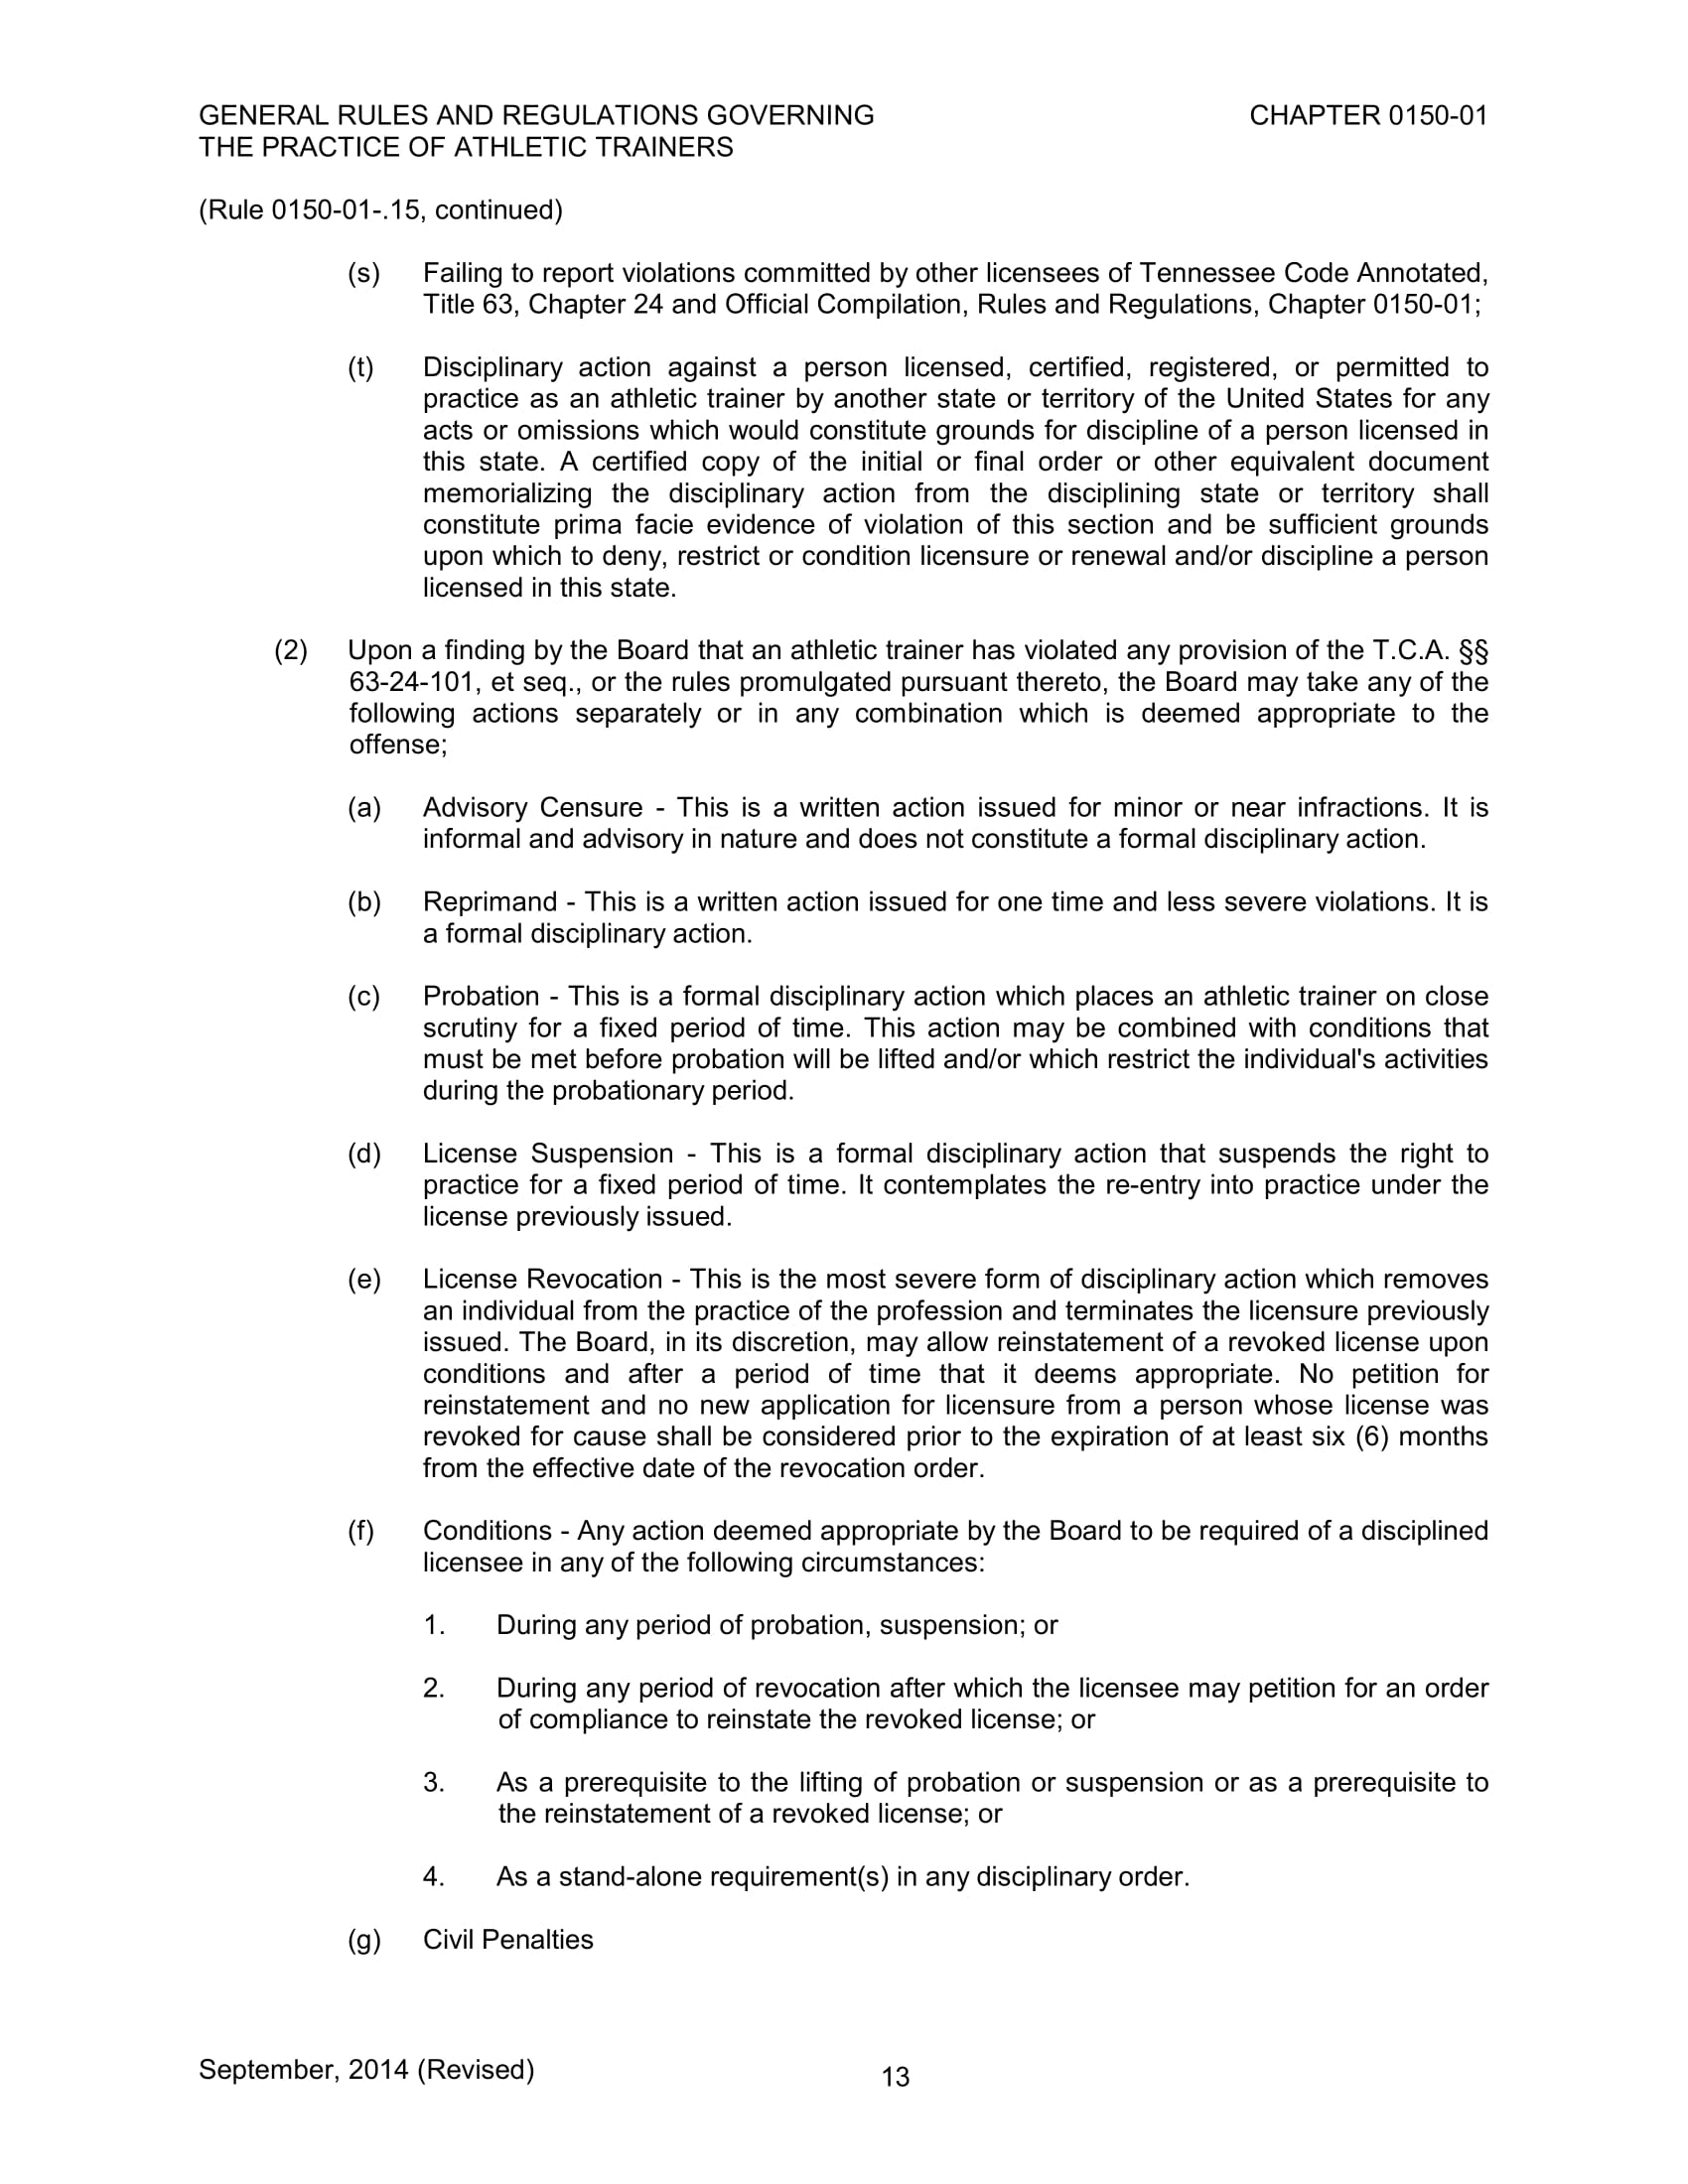 GENERAL RULES AND REGULATIONS GOVERNING CHAPTER 0150-01
THE PRACTICE OF ATHLETIC TRAINERS
(Rule 0150-01-.15, continued)
(s) Failing to report violations committed by other licensees of Tennessee Code Annotated,
Title 63, Chapter 24 and Official Compilation, Rules and Regulations, Chapter 0150-01;
(t) Disciplinary action against a person licensed, certified, registered, or permitted to
practice as an athletic trainer by another state or territory of the United States for any
acts or omissions which would constitute grounds for discipline of a person licensed in
this state. A certified copy of the initial or final order or other equivalent document
memorializing the disciplinary action from the disciplining state or territory shall
constitute prima facie evidence of violation of this section and be sufficient grounds
upon which to deny, restrict or condition licensure or renewal and/or discipline a person
licensed in this state.
(2) Upon a finding by the Board that an athletic trainer has violated any provision of the T.C.A. §§
63-24-101, et seq., or the rules promulgated pursuant thereto, the Board may take any of the
following actions separately or in any combination which is deemed appropriate to the
offense;
(a) Advisory Censure - This is a written action issued for minor or near infractions. It is
informal and advisory in nature and does not constitute a formal disciplinary action.
(b) Reprimand - This is a written action issued for one time and less severe violations. It is
a formal disciplinary action.
(c) Probation - This is a formal disciplinary action which places an athletic trainer on close
scrutiny for a fixed period of time. This action may be combined with conditions that
must be met before probation will be lifted and/or which restrict the individual's activities
during the probationary period.
(d) License Suspension - This is a formal disciplinary action that suspends the right to
practice for a fixed period of time. It contemplates the re-entry into practice under the
license previously issued.
(e) License Revocation - This is the most severe form of disciplinary action which removes
an individual from the practice of the profession and terminates the licensure previously
issued. The Board, in its discretion, may allow reinstatement of a revoked license upon
conditions and after a period of time that it deems appropriate. No petition for
reinstatement and no new application for licensure from a person whose license was
revoked for cause shall be considered prior to the expiration of at least six (6) months
from the effective date of the revocation order.
(f) Conditions - Any action deemed appropriate by the Board to be required of a disciplined
licensee in any of the following circumstances:
1. During any period of probation, suspension; or
2. During any period of revocation after which the licensee may petition for an order
of compliance to reinstate the revoked license; or
3. As a prerequisite to the lifting of probation or suspension or as a prerequisite to
the reinstatement of a revoked license; or
4. As a stand-alone requirement(s) in any disciplinary order.
(g) Civil Penalties
September, 2014 (Revised) 13